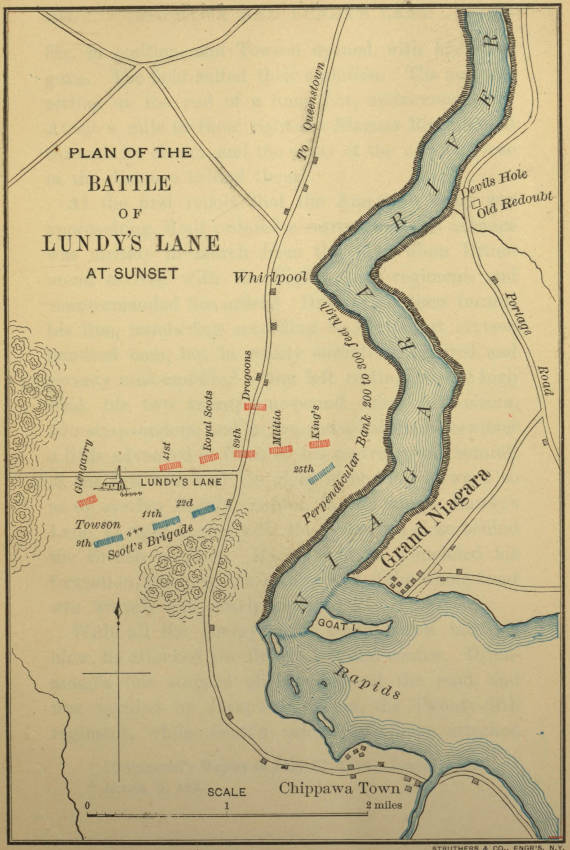 PLAN OF THE
BATTLE
OF
LUNDY'S LANE
AT SUNSET
To Queenstown
NIAGARA RIVER
Devils Hole
Old Redoubt
Whirlpool
Portage Road
Perpendicular Bank 200 to 300 feet high
Dragoons
Glengarry
41st
Royal Scots
89th
Militia
King's
25th
LUNDY'S LANE
Towson
9th
11th
22d
Scott's Brigade
Grand Niagara
GOAT I.
Rapids
Chippawa Town
SCALE
0 1 2 miles
STRUTHERS & CO., ENGR'S, N.Y.